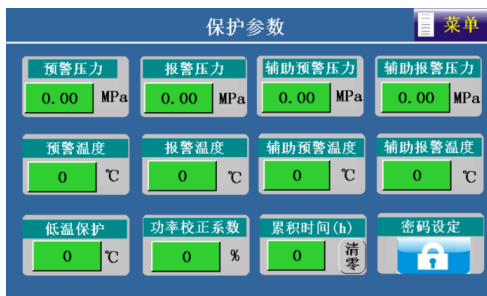 保护参数 菜单
预警压力 报警压力 辅助预警压力 辅助报警压力
0.00 MPa 0.00 MPa 0.00 MPa 0.00 MPa
预警温度 报警温度 辅助预警温度 辅助报警温度
0 ℃ 0 ℃ 0 ℃ 0 ℃
低温保护 功率校正系数 累积时间(h) 密码设定
0 ℃ 0 % 0 清零